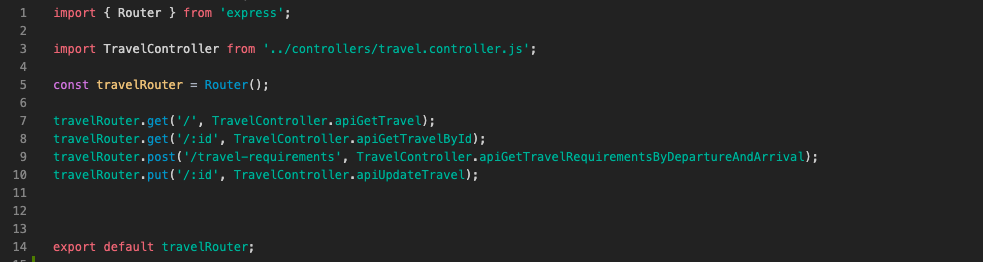 1 import { Router } from 'express';
2
3 import TravelController from '../controllers/travel.controller.js';
4
5 const travelRouter = Router();
6
7 travelRouter.get('/', TravelController.apiGetTravel);
8 travelRouter.get('/:id', TravelController.apiGetTravelById);
9 travelRouter.post('/travel-requirements', TravelController.apiGetTravelRequirementsByDepartureAndArrival);
10 travelRouter.put('/:id', TravelController.apiUpdateTravel);
11
12
13
14 export default travelRouter;
15